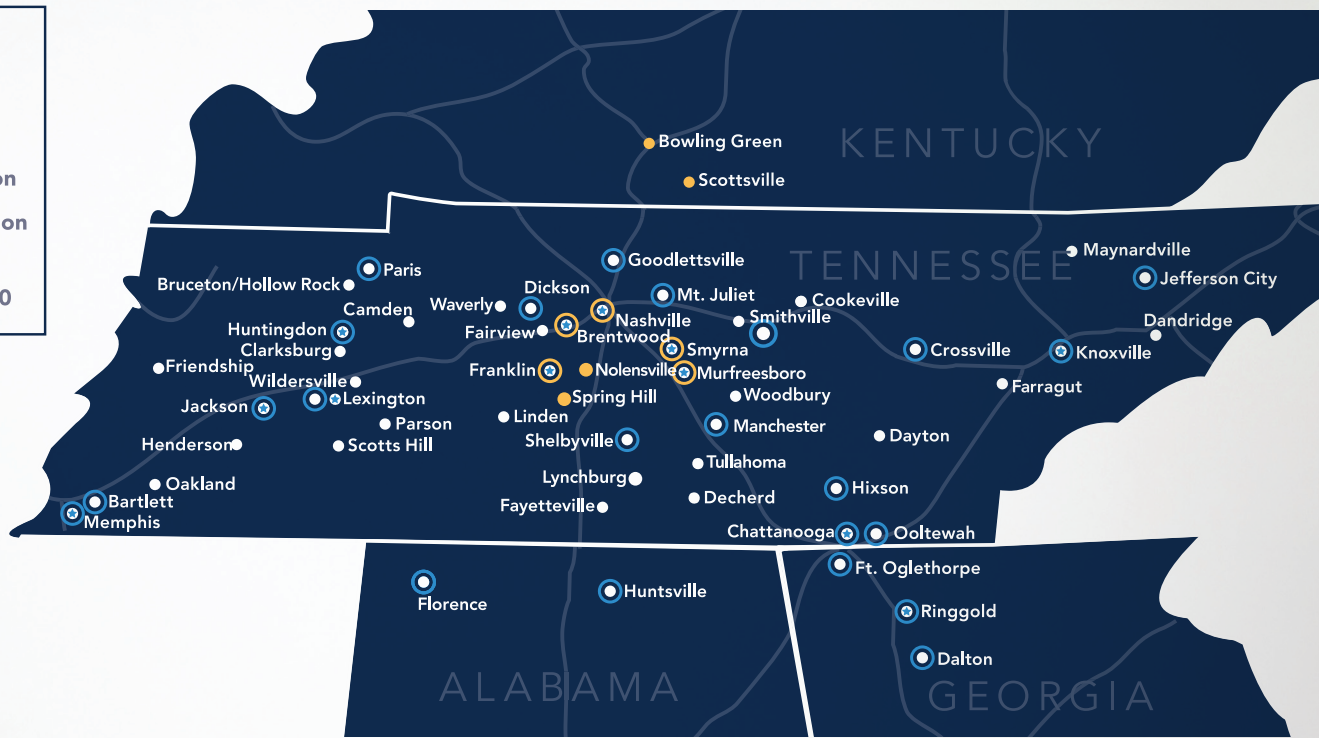 on
on
0
Bowling Green
KENTUCKY
Scottsville
TENNESSEE
Maynardville
Goodlettsville
Paris
Jefferson City
Bruceton/Hollow Rock
Dickson
Mt. Juliet
Cookeville
Waverly
Camden
Smithville
Nashville
Dandridge
Huntingdon
Fairview
Brentwood
Clarksburg
Smyrna
Crossville
Knoxville
Friendship
Franklin
Nolensville
Murfreesboro
Wildersville
Farragut
Lexington
Spring Hill
Woodbury
Jackson
Linden
Parson
Manchester
Henderson
Scotts Hill
Shelbyville
Dayton
Tullahoma
Oakland
Lynchburg
Hixson
Bartlett
Decherd
Fayetteville
Memphis
Chattanooga
Ooltewah
Ft. Oglethorpe
Florence
Huntsville
Ringgold
Dalton
ALABAMA
GEORGIA